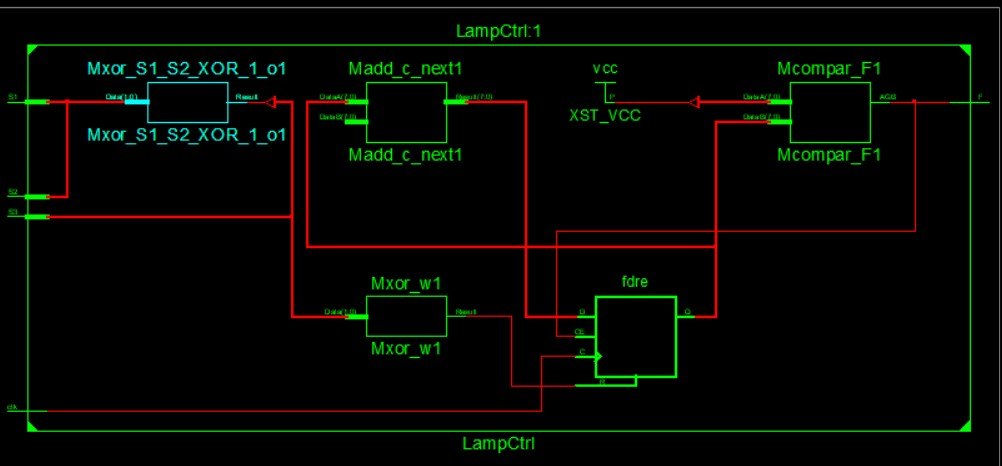 LampCtrl:1
Mxor_S1_S2_XOR_1_o1
Madd_c_next1
vcc
Mcompar_F1
S1
Data(1:0)
Result
DataA(7:0)
Result(7:0)
P
DataA(7:0)
AGB
F
DataB(7:0)
XST_VCC
DataB(7:0)
Mxor_S1_S2_XOR_1_o1
Madd_c_next1
Mcompar_F1
S2
S3
Mxor_w1
fdre
Data(1:0)
Result
D
Q
CE
Mxor_w1
C
R
clk
LampCtrl